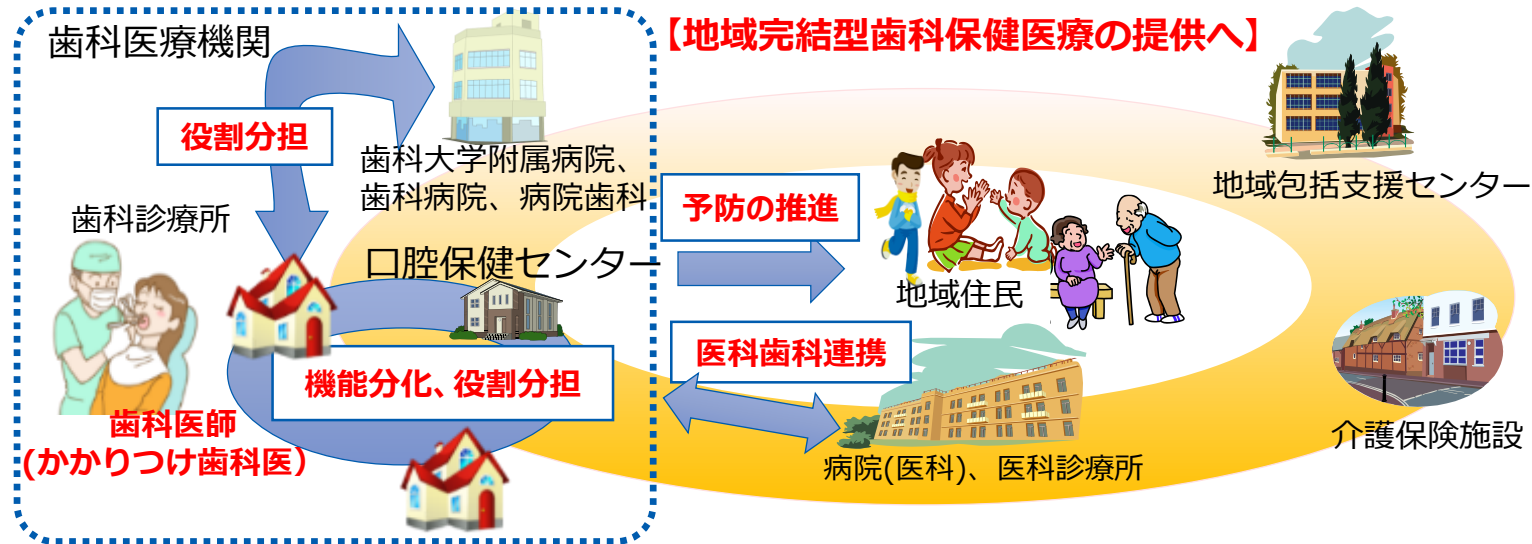 歯科医療機関
【地域完結型歯科保健医療の提供へ】
役割分担
歯科大学附属病院、
歯科病院、病院歯科
地域包括支援センター
歯科診療所
予防の推進
口腔保健センター
地域住民
医科歯科連携
機能分化、役割分担
歯科医師
(かかりつけ歯科医）
病院(医科)、医科診療所
介護保険施設